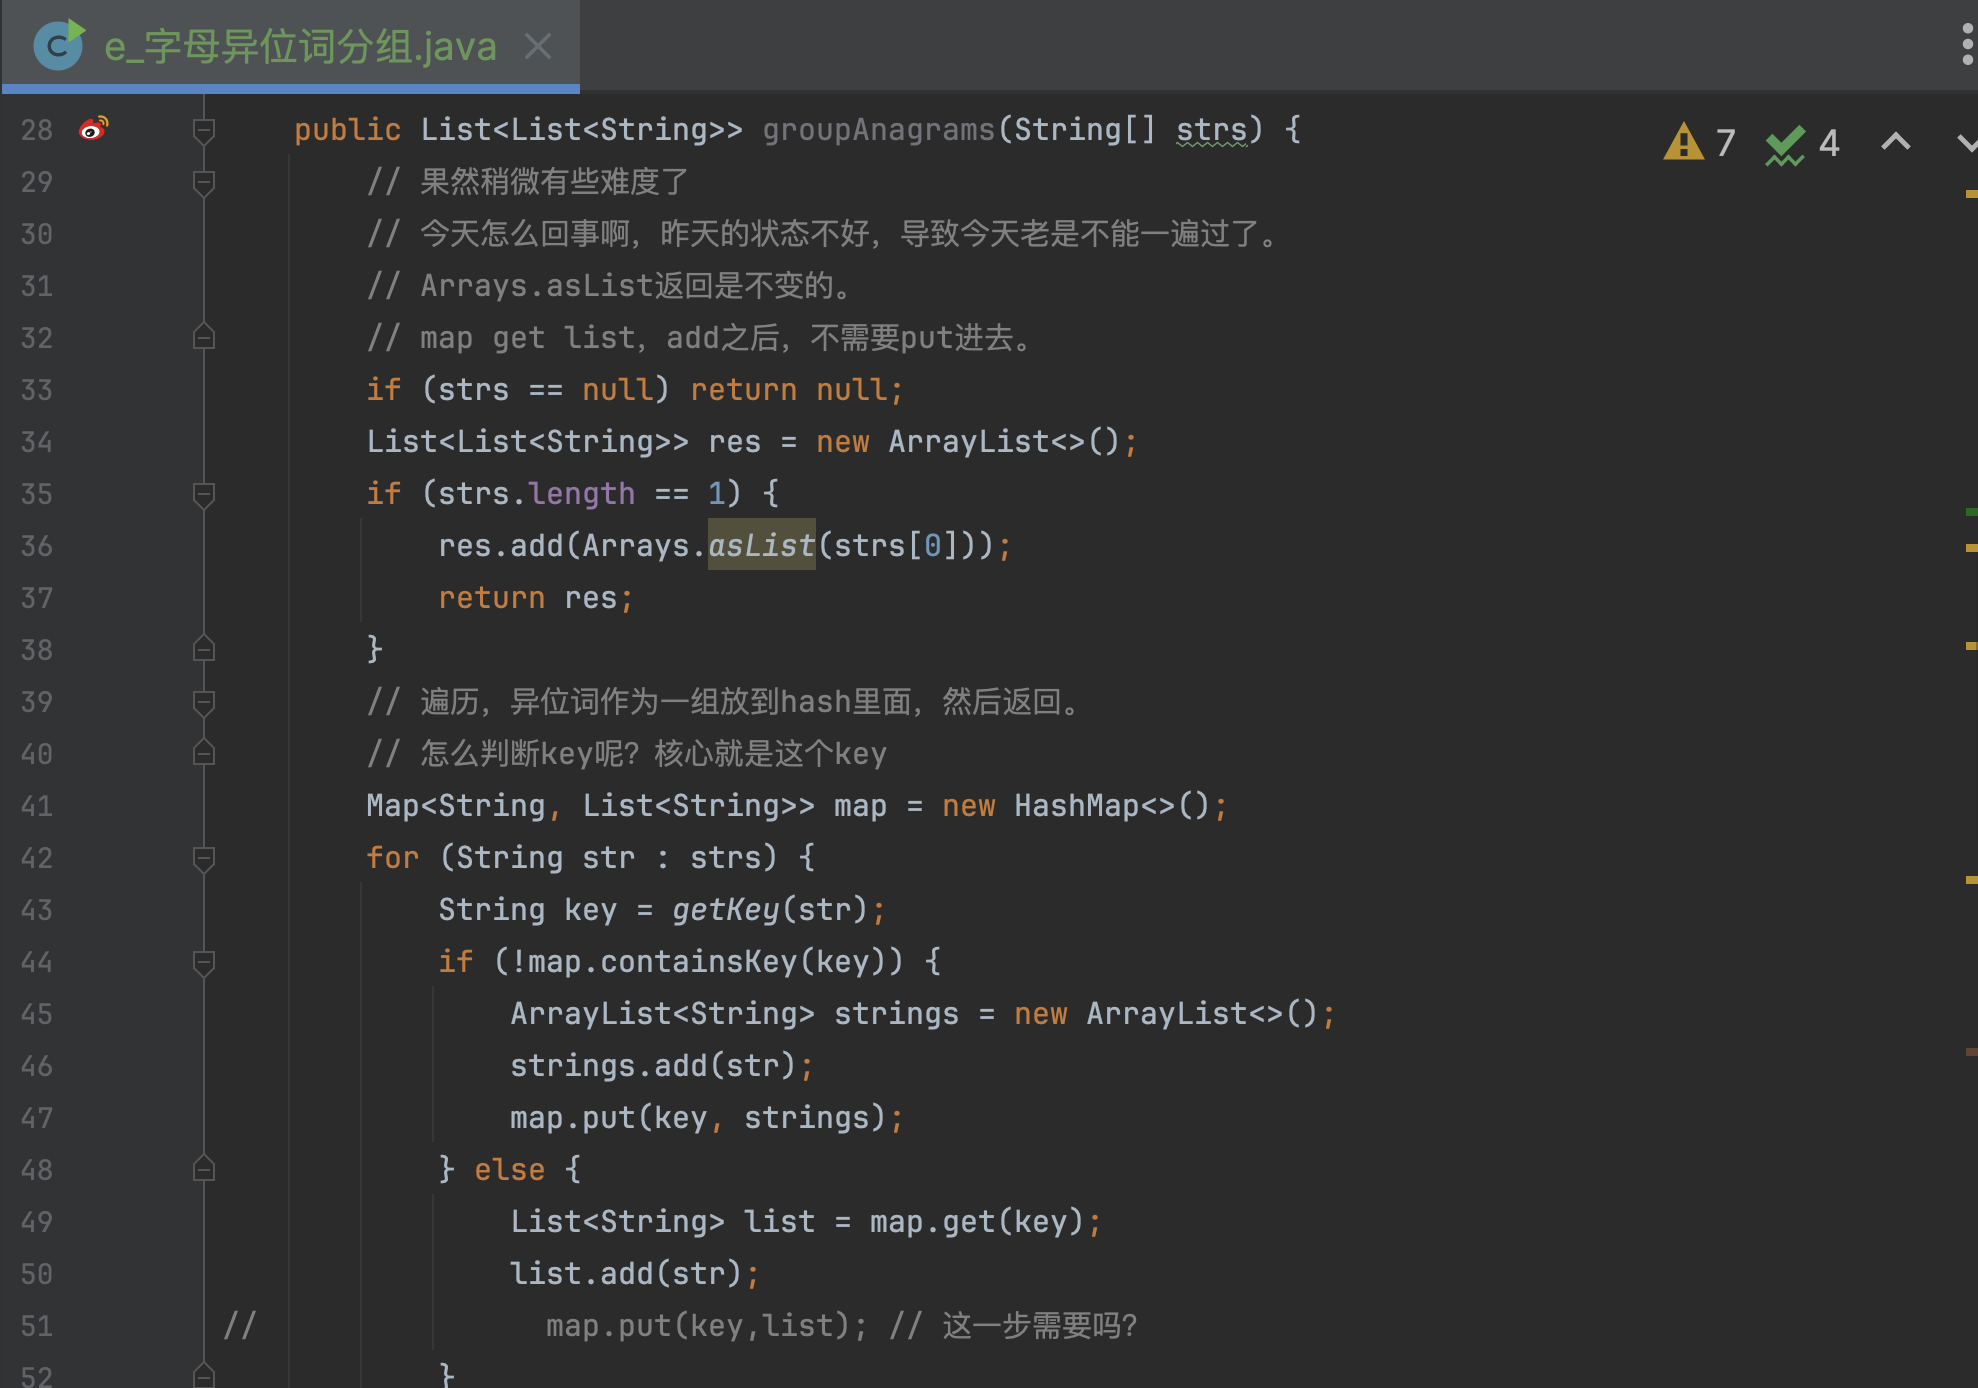 e_字母异位词分组.java
7 4
28 public List<List<String>> groupAnagrams(String[] strs) {
29 // 果然稍微有些难度了
30 // 今天怎么回事啊，昨天的状态不好，导致今天老是不能一遍过了。
31 // Arrays.asList返回是不变的。
32 // map get list，add之后，不需要put进去。
33 if (strs == null) return null;
34 List<List<String>> res = new ArrayList<>();
35 if (strs.length == 1) {
36 res.add(Arrays.asList(strs[0]));
37 return res;
38 }
39 // 遍历，异位词作为一组放到hash里面，然后返回。
40 // 怎么判断key呢？核心就是这个key
41 Map<String, List<String>> map = new HashMap<>();
42 for (String str : strs) {
43 String key = getKey(str);
44 if (!map.containsKey(key)) {
45 ArrayList<String> strings = new ArrayList<>();
46 strings.add(str);
47 map.put(key, strings);
48 } else {
49 List<String> list = map.get(key);
50 list.add(str);
51 // map.put(key,list); // 这一步需要吗？
52 }